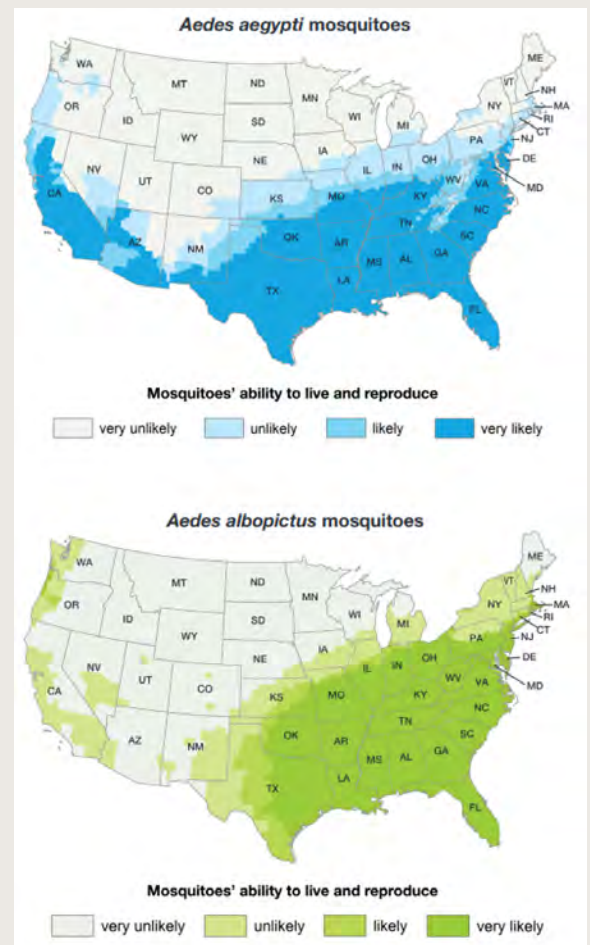 Aedes aegypti mosquitoes
WA
ME
MT
ND
VT
MN
NH
OR
NY
MA
ID
SD
WI
MI
RI
WY
CT
IA
PA
NJ
NE
NV
OH
DE
UT
IL
IN
MD
CO
WV
VA
CA
KS
MO
KY
NC
TN
OK
AZ
NM
AR
SC
MS
AL
GA
LA
TX
FL
Mosquitoes' ability to live and reproduce
very unlikely
unlikely
likely
very likely
Aedes albopictus mosquitoes
WA
ME
MT
ND
VT
MN
NH
OR
NY
MA
ID
SD
WI
MI
RI
WY
CT
IA
PA
NJ
NE
NV
OH
DE
UT
IL
IN
MD
CO
WV
VA
CA
KS
MO
KY
NC
TN
OK
AZ
NM
AR
SC
MS
AL
GA
LA
TX
FL
Mosquitoes' ability to live and reproduce
very unlikely
unlikely
likely
very likely